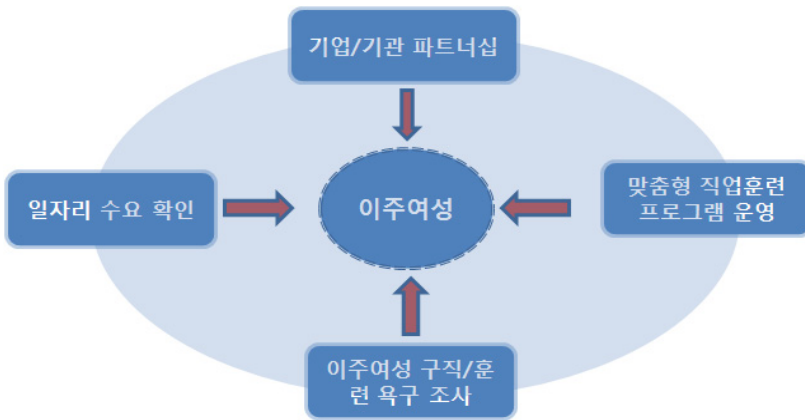 기업/기관 파트너십
일자리 수요 확인
이주여성
맞춤형 직업훈련
프로그램 운영
이주여성 구직/훈
련 욕구 조사